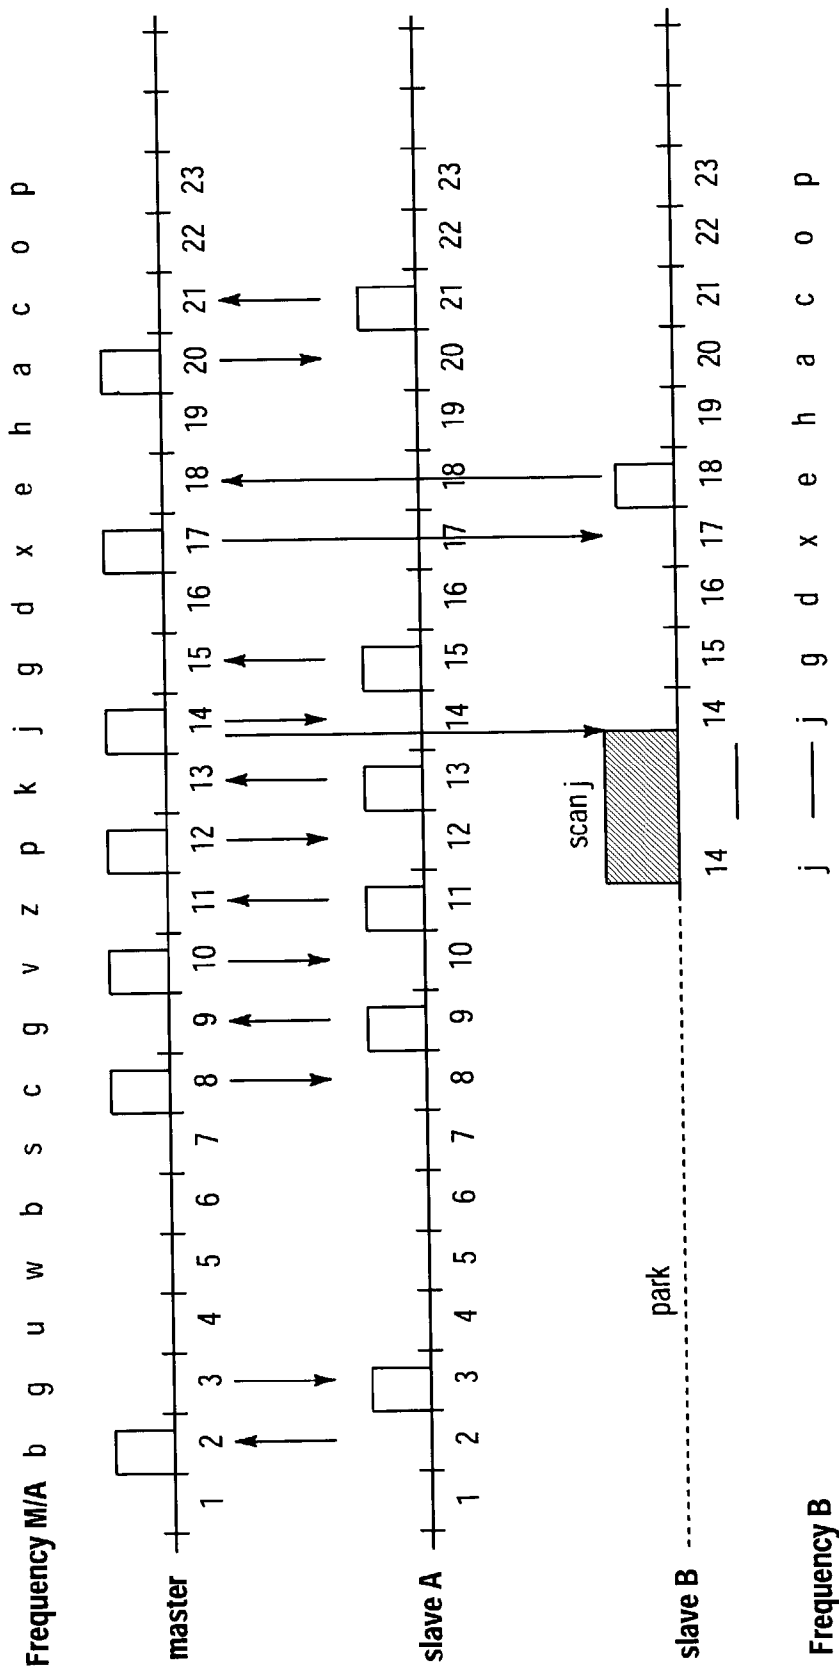 Frequency M/A b g u w b s c g v z p k j g d x e h a c o p
master 1 2 3 4 5 6 7 8 9 10 11 12 13 14 15 16 17 18 19 20 21 22 23
slave A 1 2 3 4 5 6 7 8 9 10 11 12 13 14 15 16 17 18 19 20 21 22 23
scan j
park
slave B 14 — 14 15 16 17 18 19 20 21 22 23
Frequency B j — j g d x e h a c o p